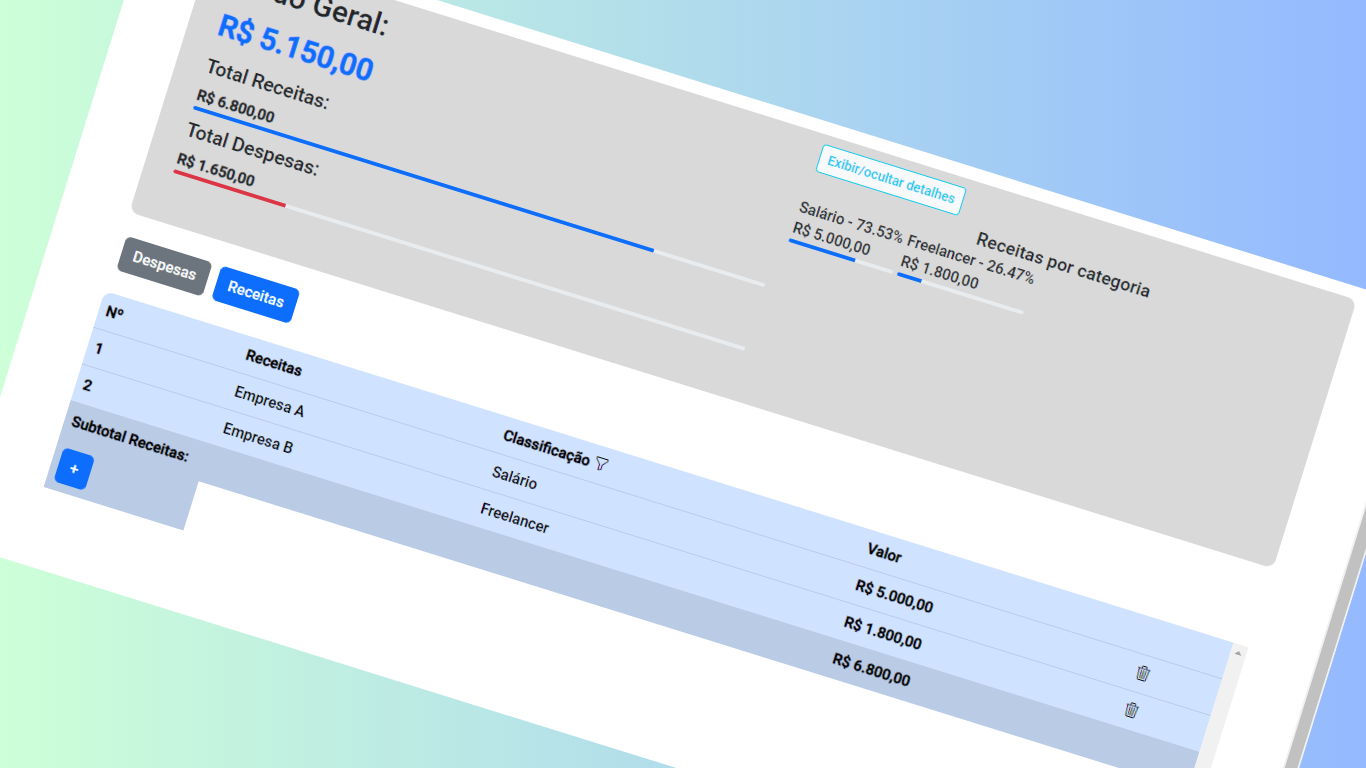 Geral:
R$ 5.150,00
Total Receitas:
R$ 6.800,00
Total Despesas:
R$ 1.650,00
Exibir/ocultar detalhes
Receitas por categoria
Salário - 73.53%
R$ 5.000,00
Freelancer - 26.47%
R$ 1.800,00
Despesas
Receitas
Nº Receitas Classificação Valor
1 Empresa A Salário R$ 5.000,00
2 Empresa B Freelancer R$ 1.800,00
Subtotal Receitas: R$ 6.800,00
+